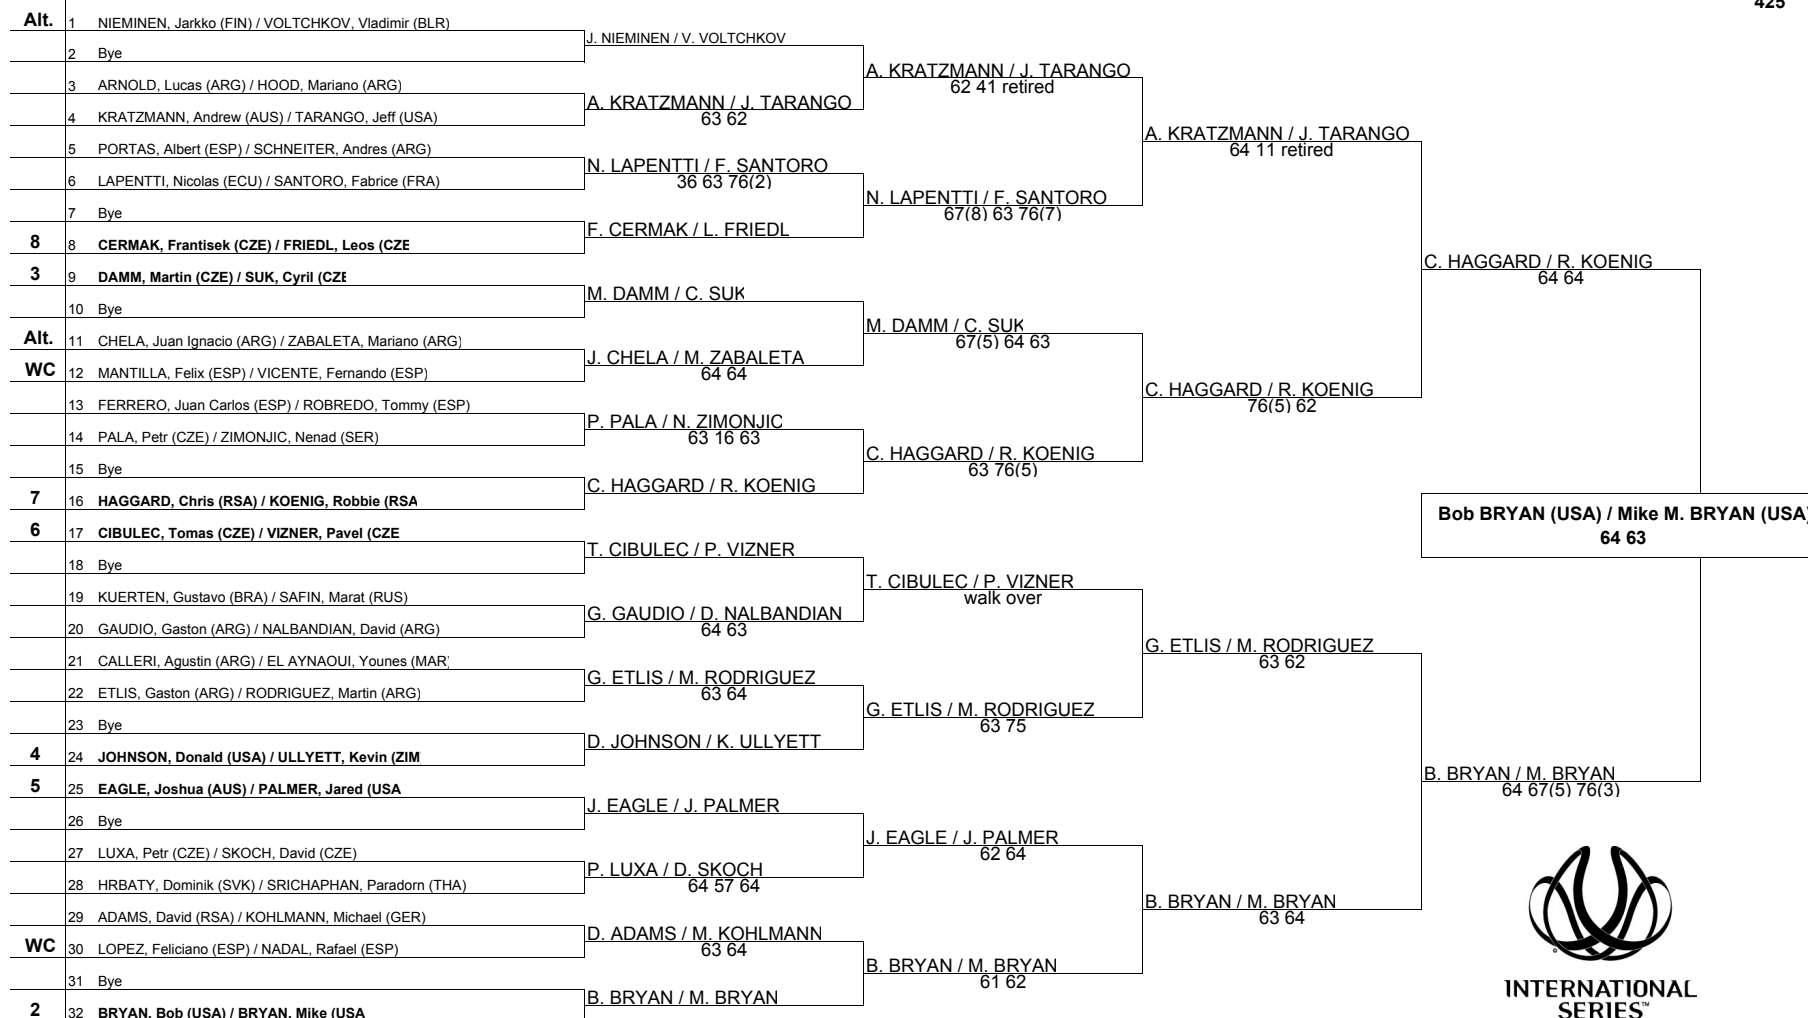 425
Alt. 1 NIEMINEN, Jarkko (FIN) / VOLTCHKOV, Vladimir (BLR)
2 Bye
3 ARNOLD, Lucas (ARG) / HOOD, Mariano (ARG)
4 KRATZMANN, Andrew (AUS) / TARANGO, Jeff (USA)
5 PORTAS, Albert (ESP) / SCHNEITER, Andres (ARG)
6 LAPENTTI, Nicolas (ECU) / SANTORO, Fabrice (FRA)
7 Bye
8 8 CERMAK, Frantisek (CZE) / FRIEDL, Leos (CZE
3 9 DAMM, Martin (CZE) / SUK, Cyril (CZE
10 Bye
Alt. 11 CHELA, Juan Ignacio (ARG) / ZABALETA, Mariano (ARG)
WC 12 MANTILLA, Felix (ESP) / VICENTE, Fernando (ESP)
13 FERRERO, Juan Carlos (ESP) / ROBREDO, Tommy (ESP)
14 PALA, Petr (CZE) / ZIMONJIC, Nenad (SER)
15 Bye
7 16 HAGGARD, Chris (RSA) / KOENIG, Robbie (RSA
6 17 CIBULEC, Tomas (CZE) / VIZNER, Pavel (CZE
18 Bye
19 KUERTEN, Gustavo (BRA) / SAFIN, Marat (RUS)
20 GAUDIO, Gaston (ARG) / NALBANDIAN, David (ARG)
21 CALLERI, Agustin (ARG) / EL AYNAOUI, Younes (MAR)
22 ETLIS, Gaston (ARG) / RODRIGUEZ, Martin (ARG)
23 Bye
4 24 JOHNSON, Donald (USA) / ULLYETT, Kevin (ZIM
5 25 EAGLE, Joshua (AUS) / PALMER, Jared (USA
26 Bye
27 LUXA, Petr (CZE) / SKOCH, David (CZE)
28 HRBATY, Dominik (SVK) / SRICHAPHAN, Paradorn (THA)
29 ADAMS, David (RSA) / KOHLMANN, Michael (GER)
WC 30 LOPEZ, Feliciano (ESP) / NADAL, Rafael (ESP)
31 Bye
2 32 BRYAN, Bob (USA) / BRYAN, Mike (USA
J. NIEMINEN / V. VOLTCHKOV
A. KRATZMANN / J. TARANGO
63 62
N. LAPENTTI / F. SANTORO
36 63 76(2)
F. CERMAK / L. FRIEDL
M. DAMM / C. SUK
J. CHELA / M. ZABALETA
64 64
P. PALA / N. ZIMONJIC
63 16 63
C. HAGGARD / R. KOENIG
T. CIBULEC / P. VIZNER
G. GAUDIO / D. NALBANDIAN
64 63
G. ETLIS / M. RODRIGUEZ
63 64
D. JOHNSON / K. ULLYETT
J. EAGLE / J. PALMER
P. LUXA / D. SKOCH
64 57 64
D. ADAMS / M. KOHLMANN
63 64
B. BRYAN / M. BRYAN
A. KRATZMANN / J. TARANGO
62 41 retired
N. LAPENTTI / F. SANTORO
67(8) 63 76(7)
M. DAMM / C. SUK
67(5) 64 63
C. HAGGARD / R. KOENIG
63 76(5)
T. CIBULEC / P. VIZNER
walk over
G. ETLIS / M. RODRIGUEZ
63 75
J. EAGLE / J. PALMER
62 64
B. BRYAN / M. BRYAN
61 62
A. KRATZMANN / J. TARANGO
64 11 retired
C. HAGGARD / R. KOENIG
76(5) 62
G. ETLIS / M. RODRIGUEZ
63 62
B. BRYAN / M. BRYAN
63 64
C. HAGGARD / R. KOENIG
64 64
B. BRYAN / M. BRYAN
64 67(5) 76(3)
Bob BRYAN (USA) / Mike M. BRYAN (USA)
64 63
INTERNATIONAL
SERIES™